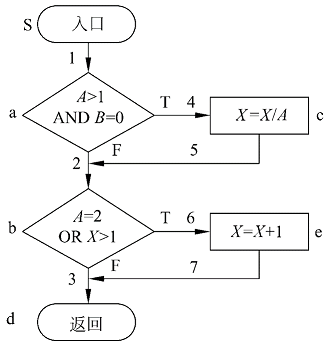 S
入口
1
a
A>1
AND B=0
T
4
X=X/A
c
F
2
5
b
A=2
OR X>1
T
6
X=X+1
e
F
3
7
d
返回